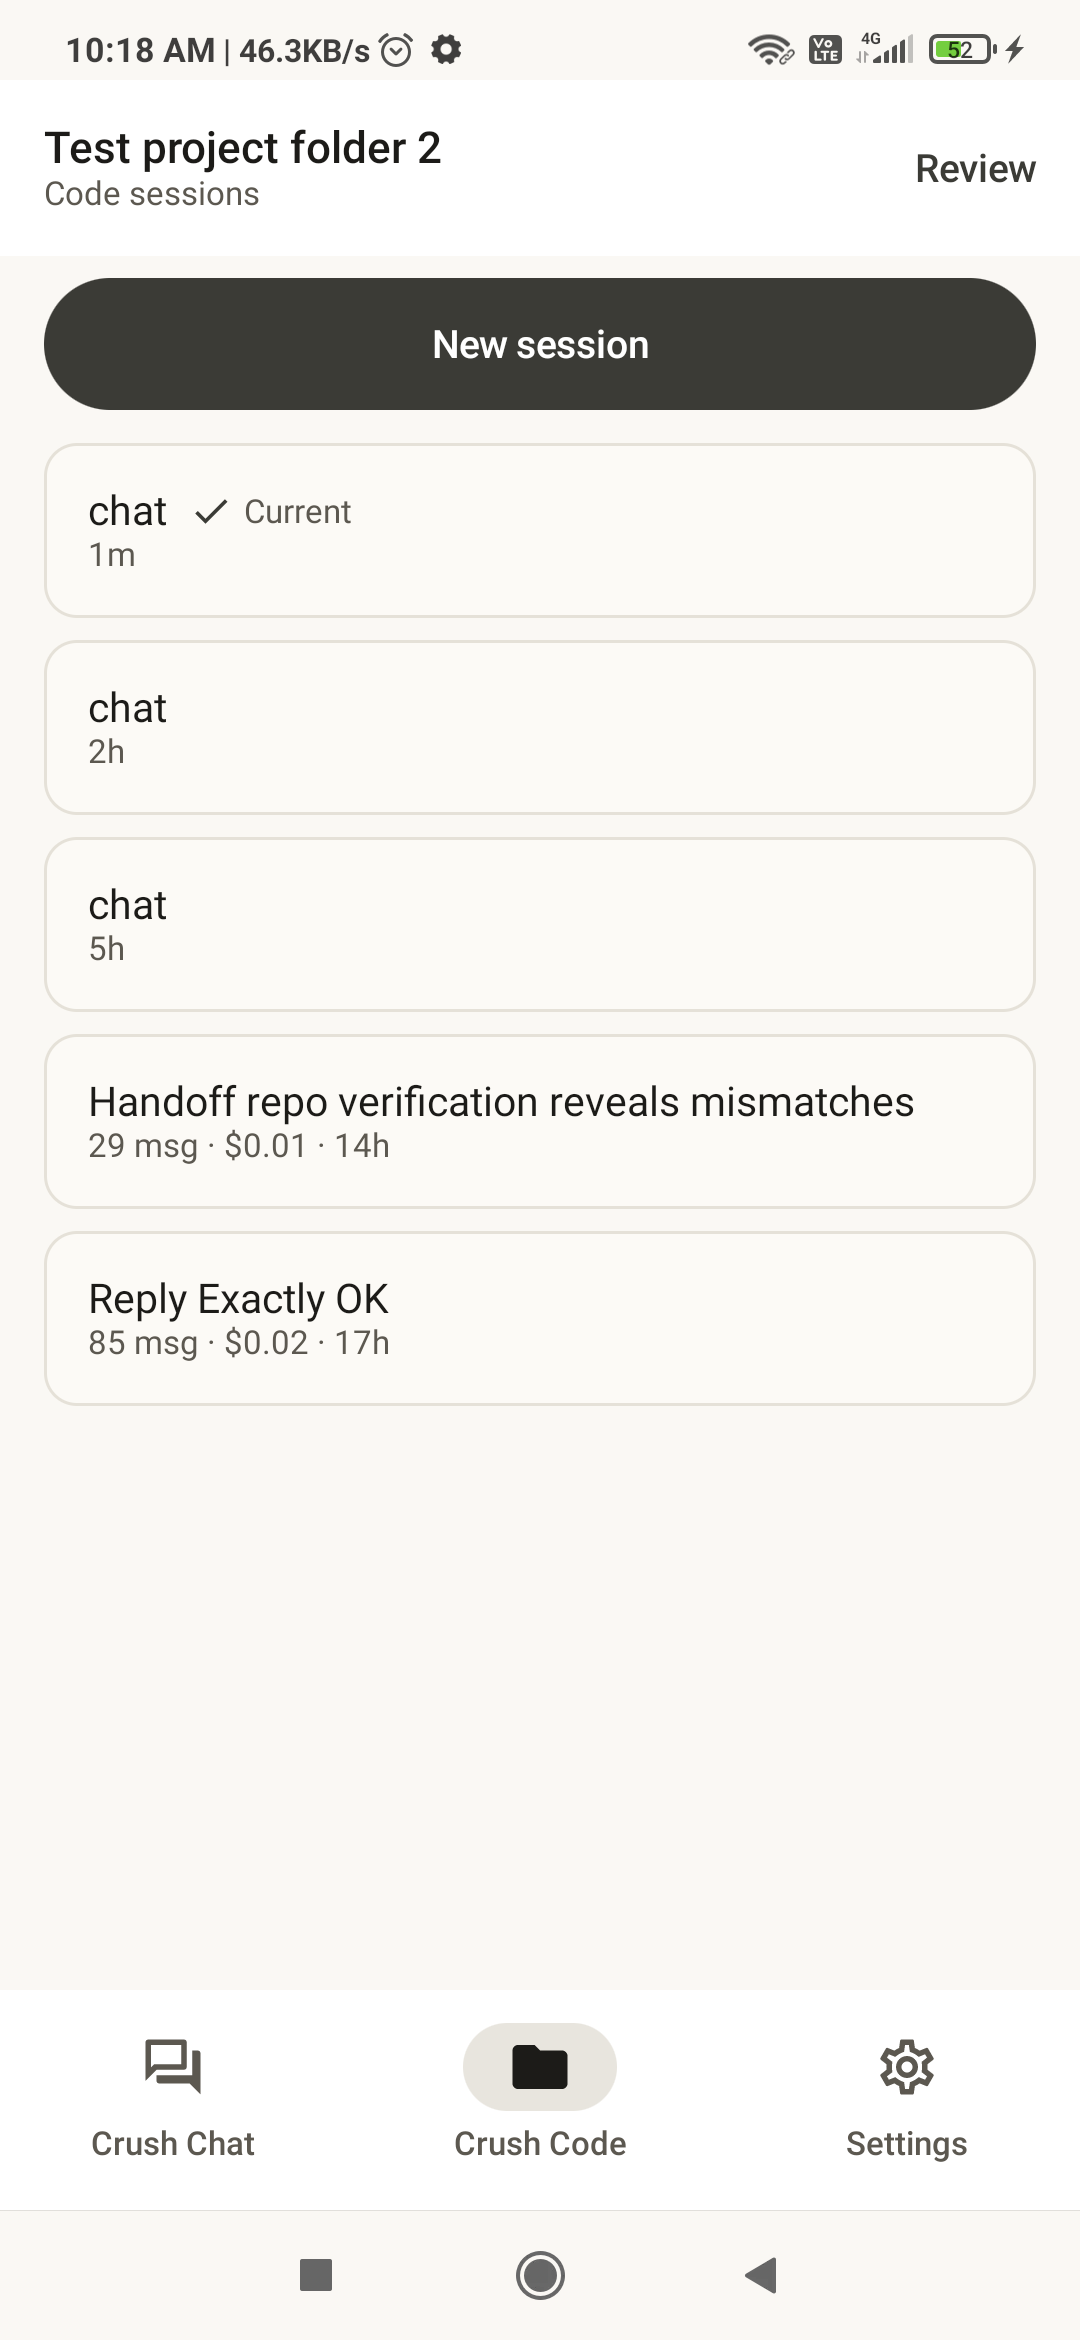 10:18 AM | 46.3KB/s
Vo LTE
4G
52
Test project folder 2
Code sessions
Review
New session
chat Current
1m
chat
2h
chat
5h
Handoff repo verification reveals mismatches
29 msg · $0.01 · 14h
Reply Exactly OK
85 msg · $0.02 · 17h
Crush Chat
Crush Code
Settings